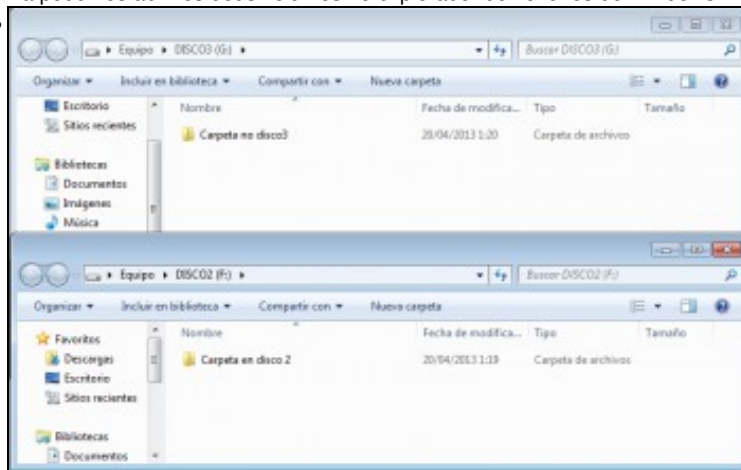 Equipo ▸ DISCO3 (G:) ▸ Buscar DISCO3 (G:)
Organizar Incluir en biblioteca Compartir con Nueva carpeta
Escritorio
Sitios recientes
Bibliotecas
Documentos
Imágenes
Música
Nombre Fecha de modifica... Tipo Tamaño
Carpeta no disco3 20/04/2013 1:20 Carpeta de archivos
Equipo ▸ DISCO2 (F:) ▸ Buscar DISCO2 (F:)
Organizar Incluir en biblioteca Compartir con Nueva carpeta
Favoritos
Descargas
Escritorio
Sitios recientes
Bibliotecas
Documentos
Nombre Fecha de modifica... Tipo Tamaño
Carpeta en disco 2 20/04/2013 1:19 Carpeta de archivos